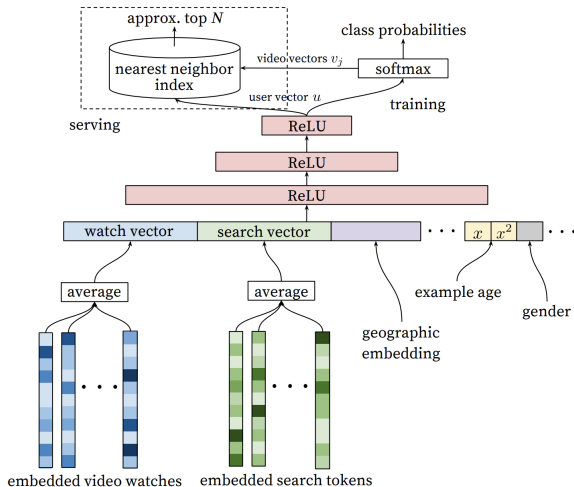 approx. top N
class probabilities
nearest neighbor
index
video vectors v_j
softmax
user vector u
serving
training
ReLU
ReLU
ReLU
watch vector
search vector
x
x²
average
average
example age
gender
geographic
embedding
embedded video watches
embedded search tokens